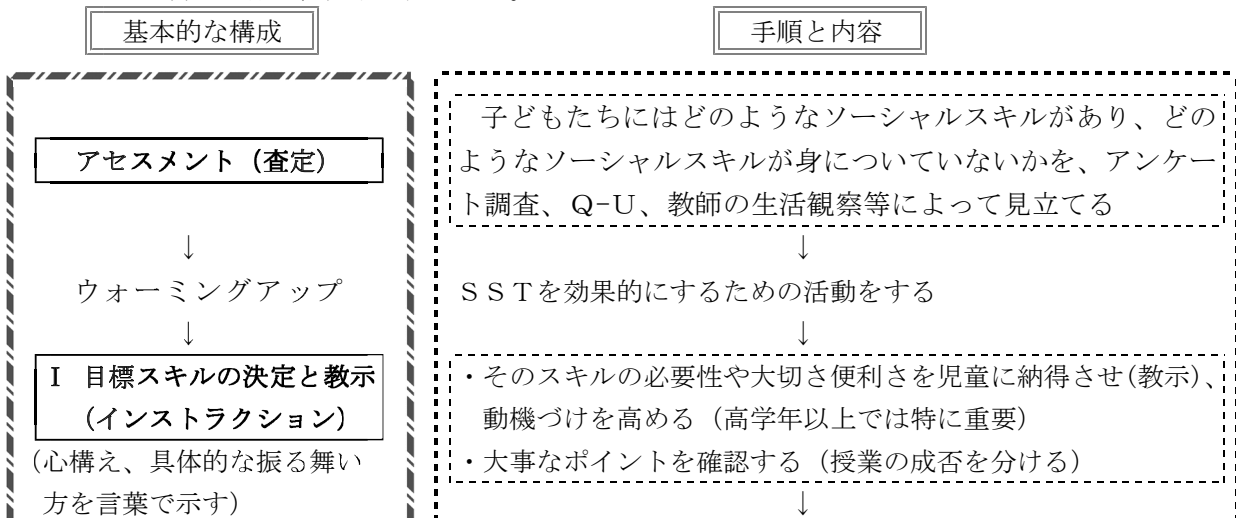 基本的な構成
手順と内容
アセスメント（査定）
↓
ウォーミングアップ
↓
Ⅰ 目標スキルの決定と教示
（インストラクション）
（心構え、具体的な振る舞い
方を言葉で示す）
子どもたちにはどのようなソーシャルスキルがあり、どの
ようなソーシャルスキルが身についていないかを、アンケー
ト調査、Ｑ-Ｕ、教師の生活観察等によって見立てる
↓
ＳＳＴを効果的にするための活動をする
↓
・そのスキルの必要性や大切さ便利さを児童に納得させ（教示）、
動機づけを高める（高学年以上では特に重要）
・大事なポイントを確認する（授業の成否を分ける）
↓